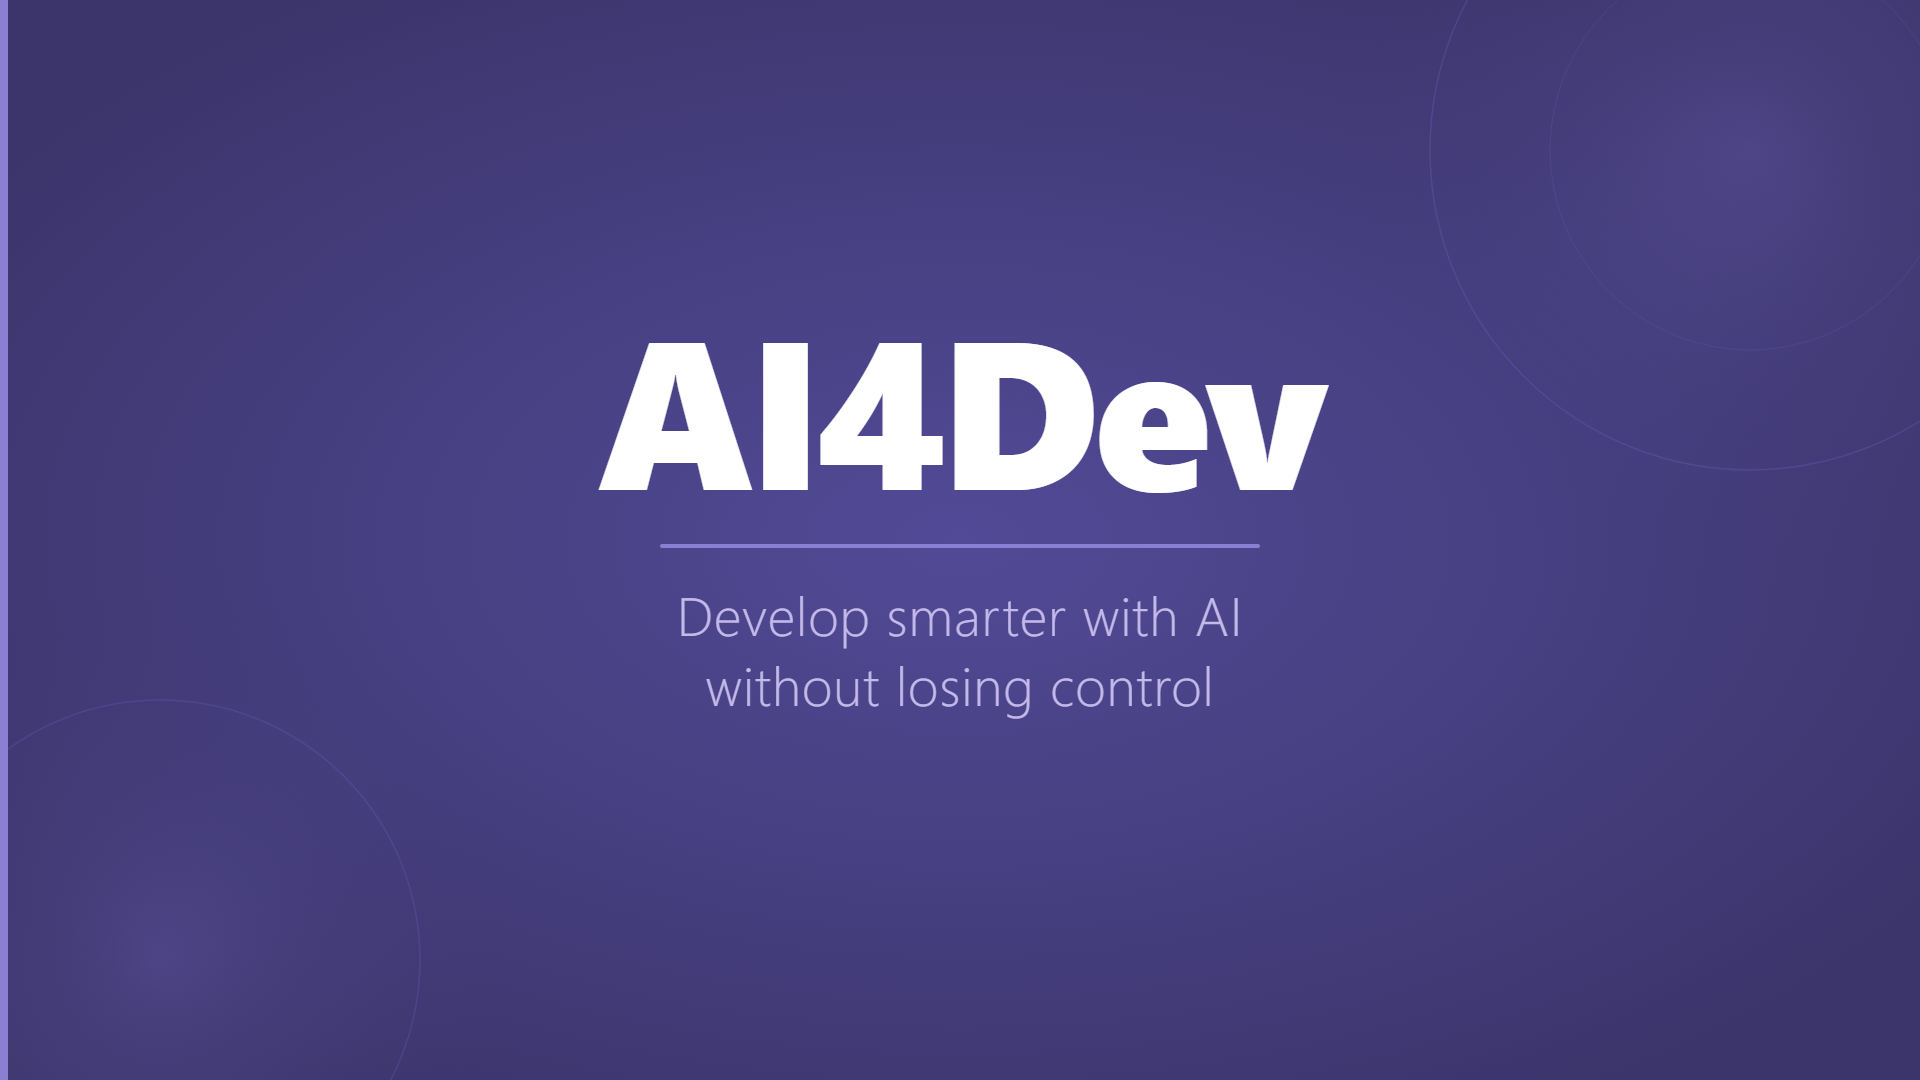 AI4Dev
Develop smarter with AI
without losing control